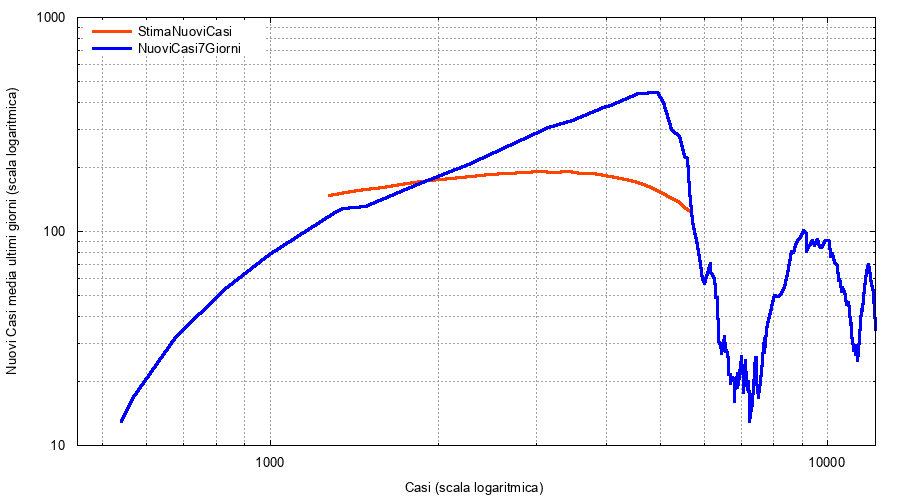 1000
StimaNuoviCasi
NuoviCasi7Giorni
Nuovi Casi media ultimi giorni (scala logaritmica)
100
10
1000
10000
Casi (scala logaritmica)